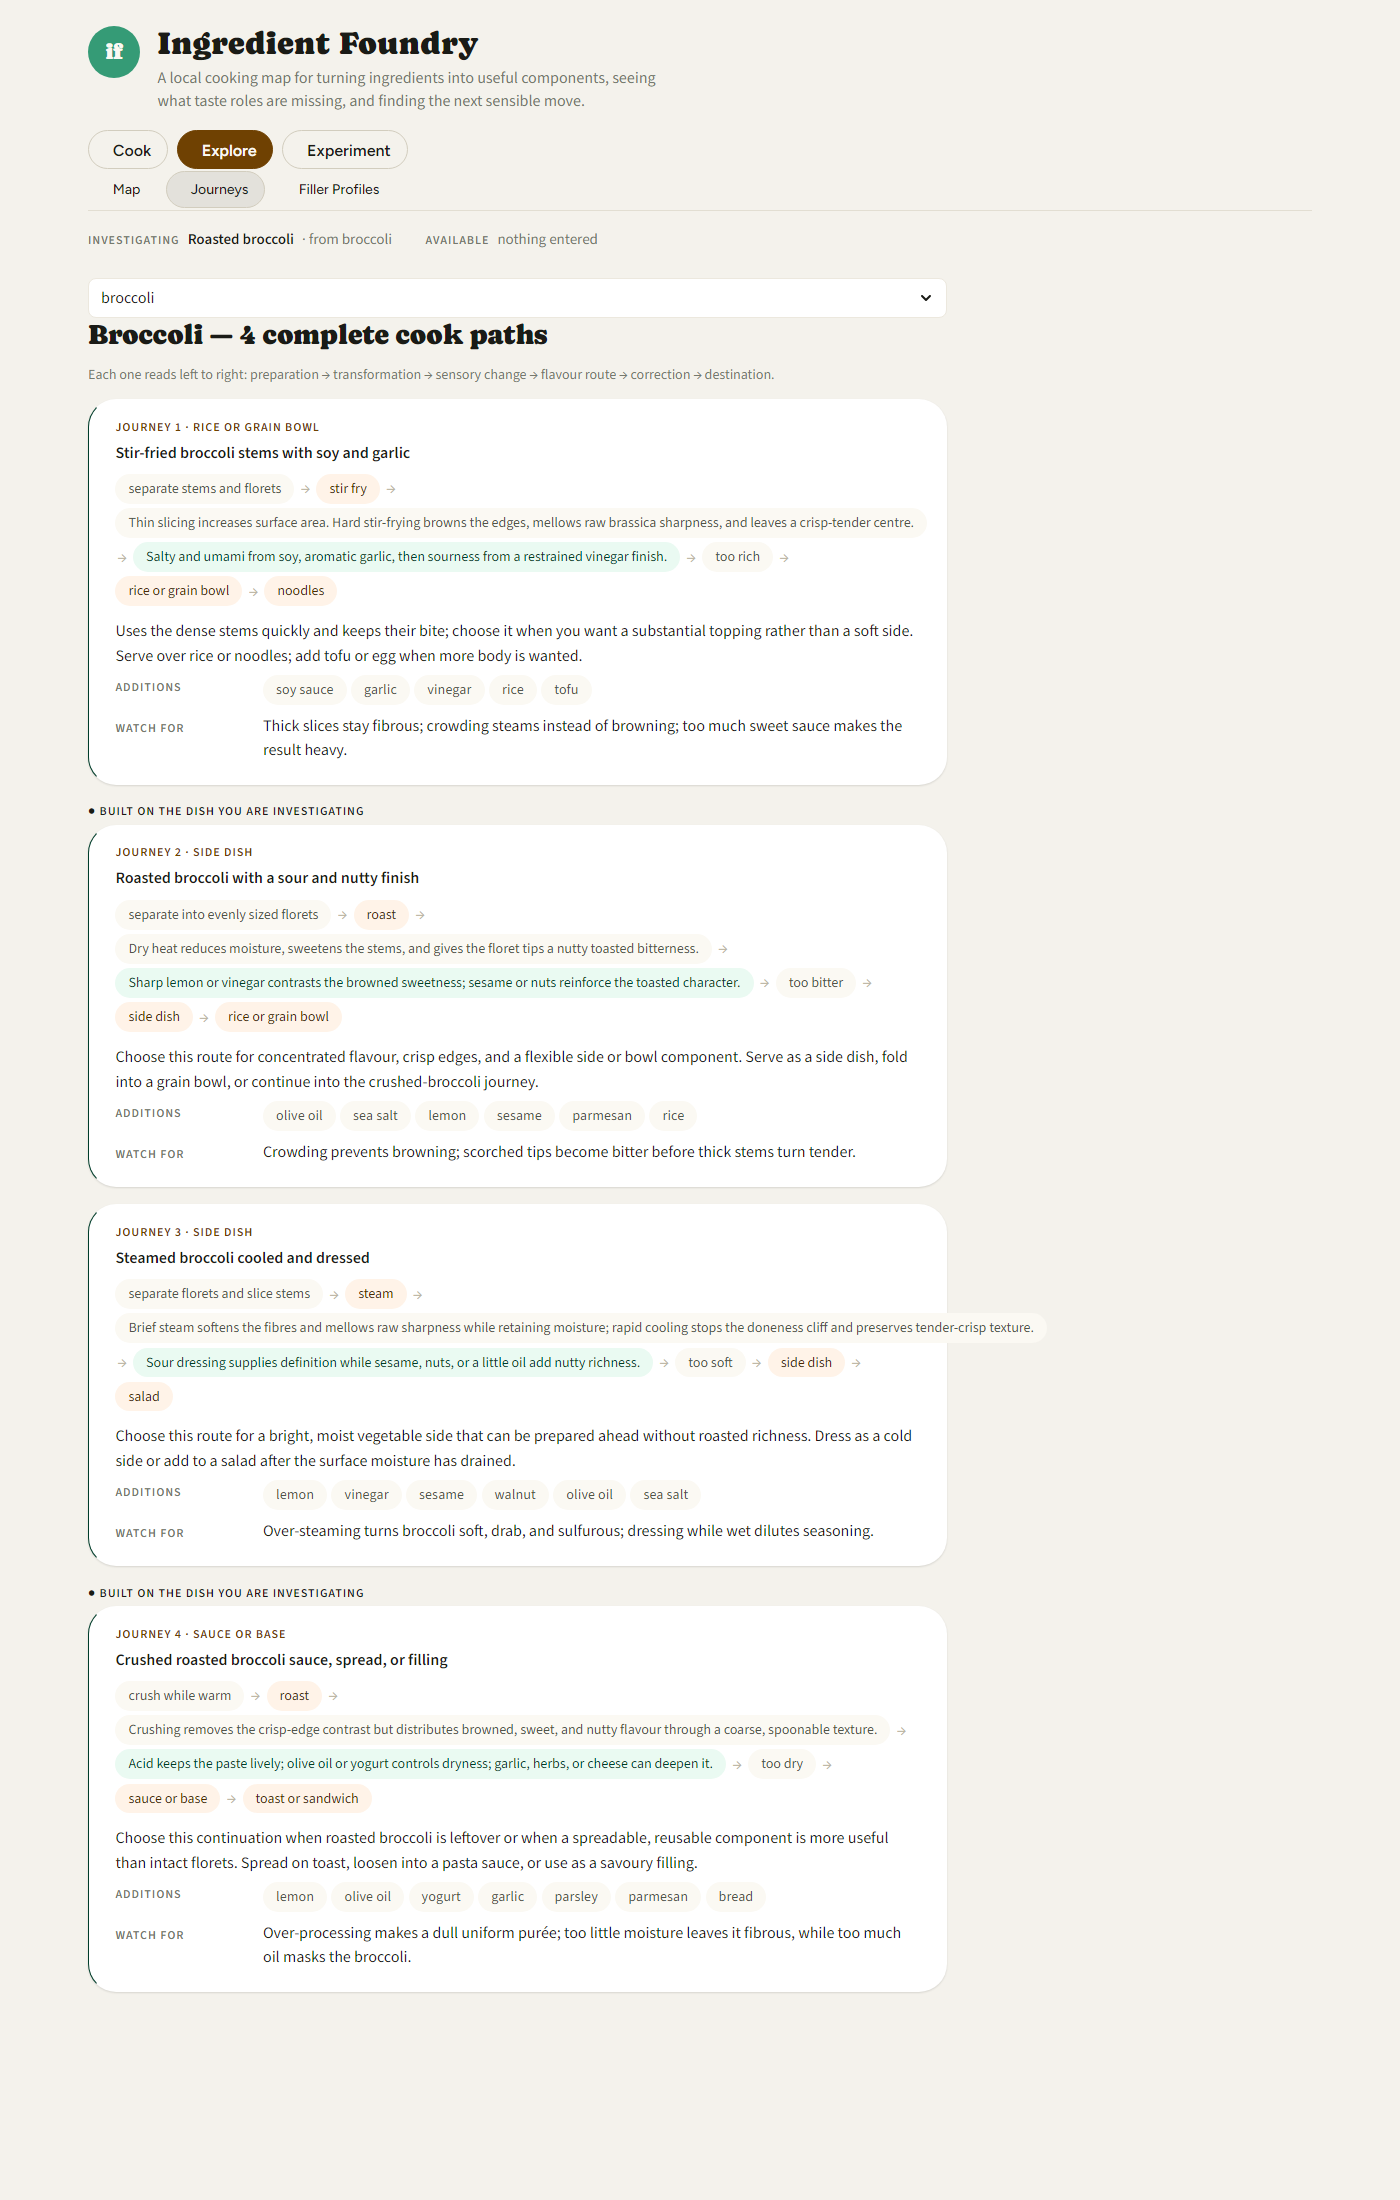 if
Ingredient Foundry
A local cooking map for turning ingredients into useful components, seeing
what taste roles are missing, and finding the next sensible move.
Cook Explore Experiment
Map Journeys Filler Profiles
INVESTIGATING Roasted broccoli · from broccoli AVAILABLE nothing entered
broccoli
Broccoli — 4 complete cook paths
Each one reads left to right: preparation → transformation → sensory change → flavour route → correction → destination.
JOURNEY 1 · RICE OR GRAIN BOWL
Stir-fried broccoli stems with soy and garlic
separate stems and florets → stir fry →
Thin slicing increases surface area. Hard stir-frying browns the edges, mellows raw brassica sharpness, and leaves a crisp-tender centre.
→ Salty and umami from soy, aromatic garlic, then sourness from a restrained vinegar finish. → too rich →
rice or grain bowl → noodles
Uses the dense stems quickly and keeps their bite; choose it when you want a substantial topping rather than a soft side.
Serve over rice or noodles; add tofu or egg when more body is wanted.
ADDITIONS soy sauce garlic vinegar rice tofu
WATCH FOR Thick slices stay fibrous; crowding steams instead of browning; too much sweet sauce makes the
result heavy.
• BUILT ON THE DISH YOU ARE INVESTIGATING
JOURNEY 2 · SIDE DISH
Roasted broccoli with a sour and nutty finish
separate into evenly sized florets → roast →
Dry heat reduces moisture, sweetens the stems, and gives the floret tips a nutty toasted bitterness. →
Sharp lemon or vinegar contrasts the browned sweetness; sesame or nuts reinforce the toasted character. → too bitter →
side dish → rice or grain bowl
Choose this route for concentrated flavour, crisp edges, and a flexible side or bowl component. Serve as a side dish, fold
into a grain bowl, or continue into the crushed-broccoli journey.
ADDITIONS olive oil sea salt lemon sesame parmesan rice
WATCH FOR Crowding prevents browning; scorched tips become bitter before thick stems turn tender.
JOURNEY 3 · SIDE DISH
Steamed broccoli cooled and dressed
separate florets and slice stems → steam →
Brief steam softens the fibres and mellows raw sharpness while retaining moisture; rapid cooling stops the doneness cliff and preserves tender-crisp texture.
→ Sour dressing supplies definition while sesame, nuts, or a little oil add nutty richness. → too soft → side dish →
salad
Choose this route for a bright, moist vegetable side that can be prepared ahead without roasted richness. Dress as a cold
side or add to a salad after the surface moisture has drained.
ADDITIONS lemon vinegar sesame walnut olive oil sea salt
WATCH FOR Over-steaming turns broccoli soft, drab, and sulfurous; dressing while wet dilutes seasoning.
• BUILT ON THE DISH YOU ARE INVESTIGATING
JOURNEY 4 · SAUCE OR BASE
Crushed roasted broccoli sauce, spread, or filling
crush while warm → roast →
Crushing removes the crisp-edge contrast but distributes browned, sweet, and nutty flavour through a coarse, spoonable texture. →
Acid keeps the paste lively; olive oil or yogurt controls dryness; garlic, herbs, or cheese can deepen it. → too dry →
sauce or base → toast or sandwich
Choose this continuation when roasted broccoli is leftover or when a spreadable, reusable component is more useful
than intact florets. Spread on toast, loosen into a pasta sauce, or use as a savoury filling.
ADDITIONS lemon olive oil yogurt garlic parsley parmesan bread
WATCH FOR Over-processing makes a dull uniform purée; too little moisture leaves it fibrous, while too much
oil masks the broccoli.